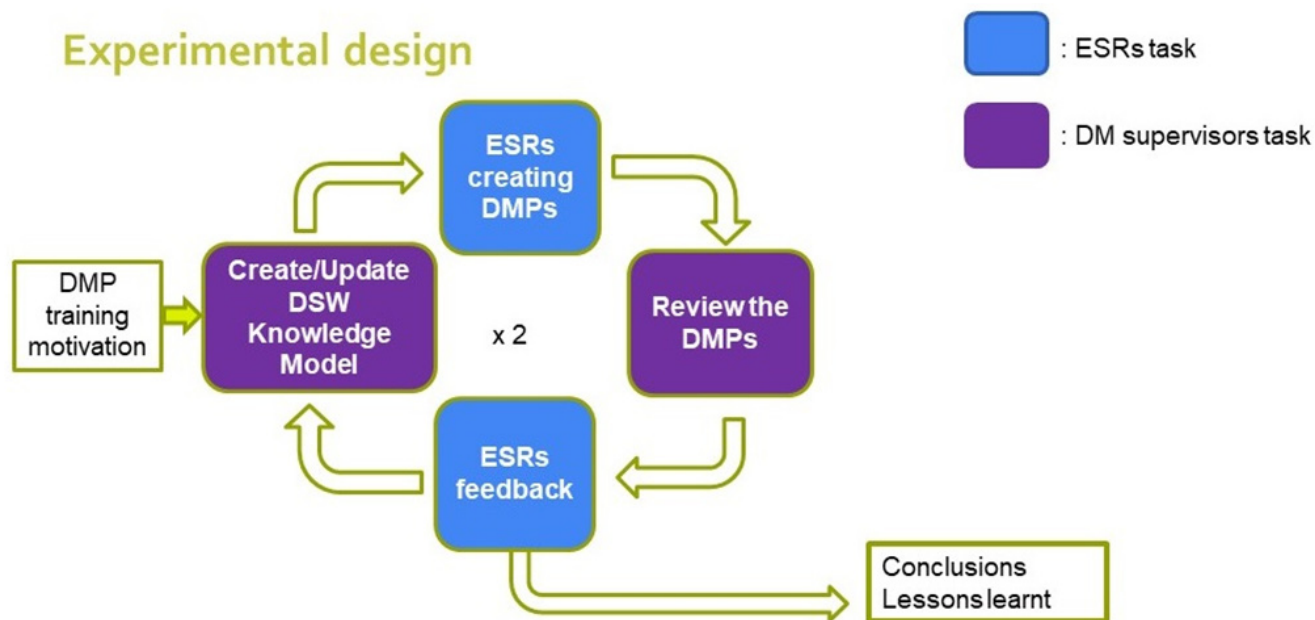 Experimental design
: ESRs task
: DM supervisors task
ESRs
creating
DMPs
DMP
training
motivation
Create/Update
DSW
Knowledge
Model
x 2
Review the
DMPs
ESRs
feedback
Conclusions
Lessons learnt